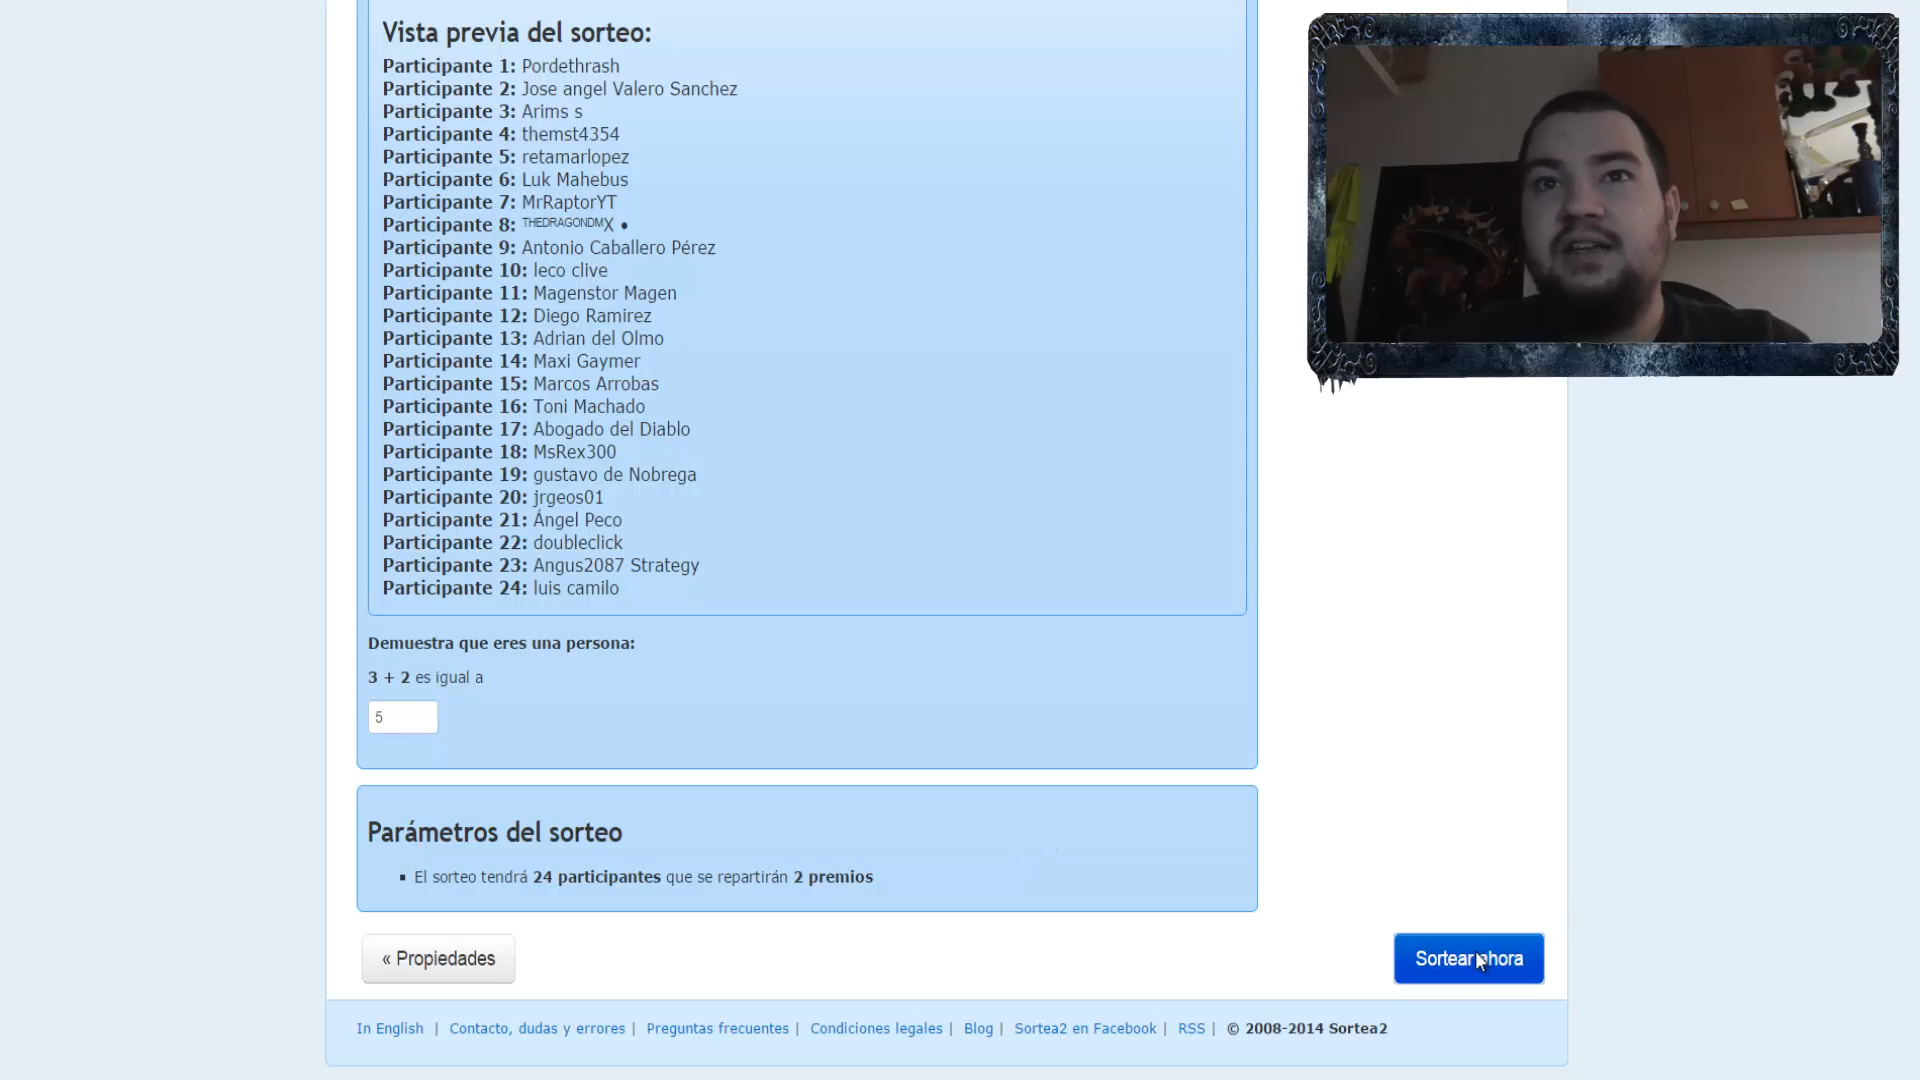 Vista previa del sorteo:
Participante 1: Pordethrash
Participante 2: Jose angel Valero Sanchez
Participante 3: Arims s
Participante 4: themst4354
Participante 5: retamarlopez
Participante 6: Luk Mahebus
Participante 7: MrRaptorYT
Participante 8: ᵀᴴᴱᴰᴿᴬᴳᴼᴺᴰᴹX •
Participante 9: Antonio Caballero Pérez
Participante 10: leco clive
Participante 11: Magenstor Magen
Participante 12: Diego Ramirez
Participante 13: Adrian del Olmo
Participante 14: Maxi Gaymer
Participante 15: Marcos Arrobas
Participante 16: Toni Machado
Participante 17: Abogado del Diablo
Participante 18: MsRex300
Participante 19: gustavo de Nobrega
Participante 20: jrgeos01
Participante 21: Ángel Peco
Participante 22: doubleclick
Participante 23: Angus2087 Strategy
Participante 24: luis camilo
Demuestra que eres una persona:
3 + 2 es igual a
5
Parámetros del sorteo
▪ El sorteo tendrá 24 participantes que se repartirán 2 premios
« Propiedades
Sortear ahora
In English | Contacto, dudas y errores | Preguntas frecuentes | Condiciones legales | Blog | Sortea2 en Facebook | RSS | © 2008-2014 Sortea2